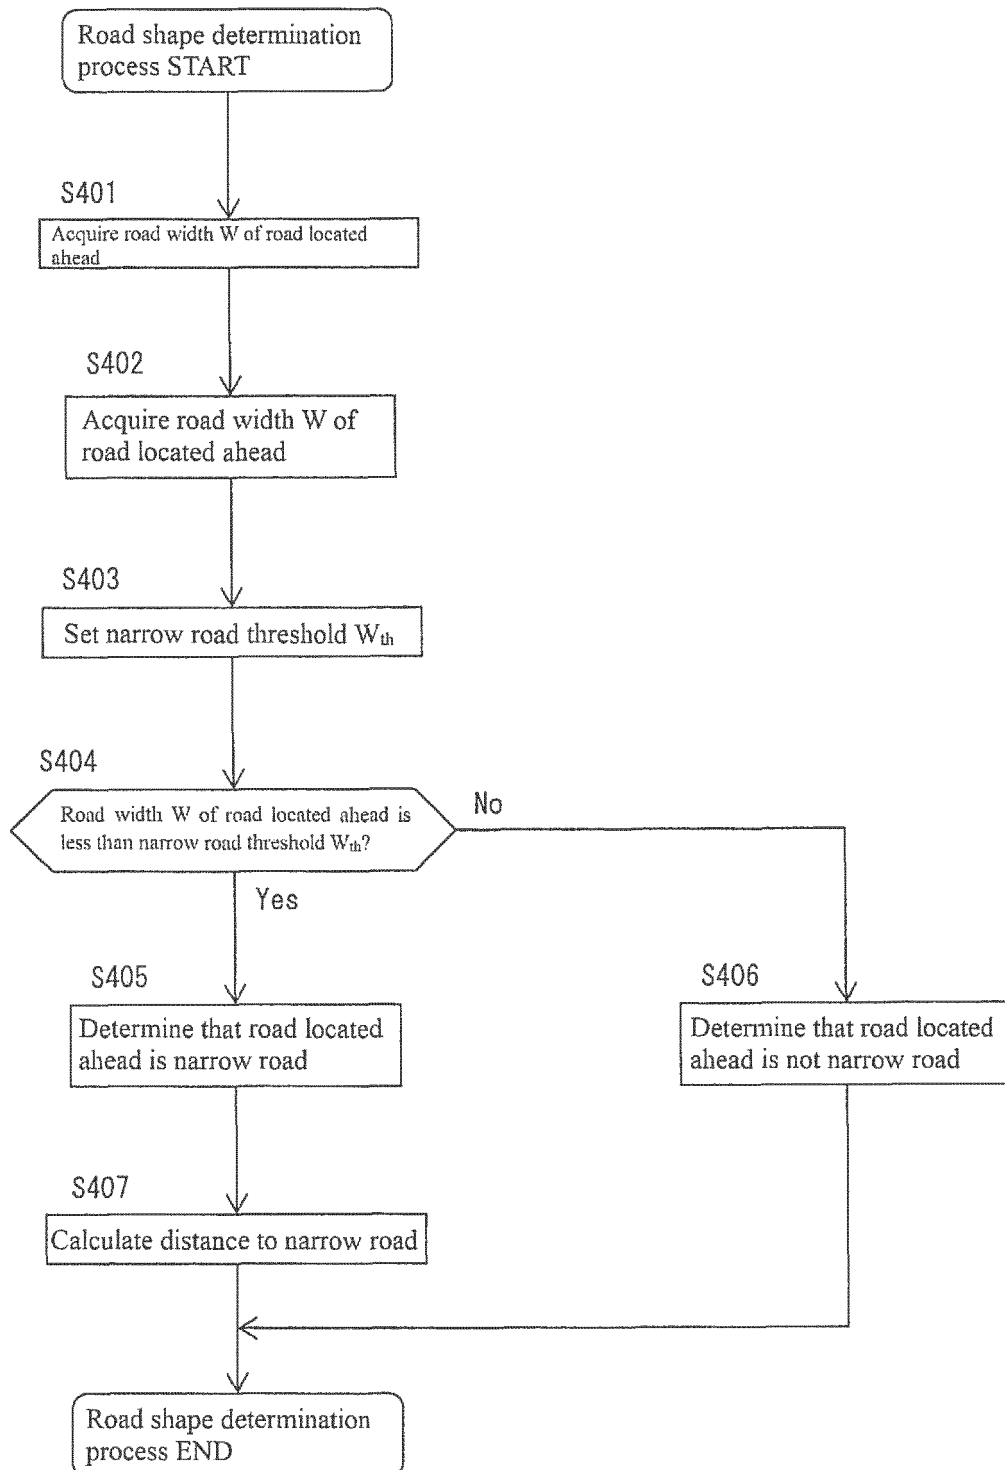 Road shape determination
process START
S401
Acquire road width W of road located
ahead
S402
Acquire road width W of
road located ahead
S403
Set narrow road threshold Wth
S404
Road width W of road located ahead is
less than narrow road threshold Wth?
No
Yes
S405
Determine that road located
ahead is narrow road
S406
Determine that road located
ahead is not narrow road
S407
Calculate distance to narrow road
Road shape determination
process END